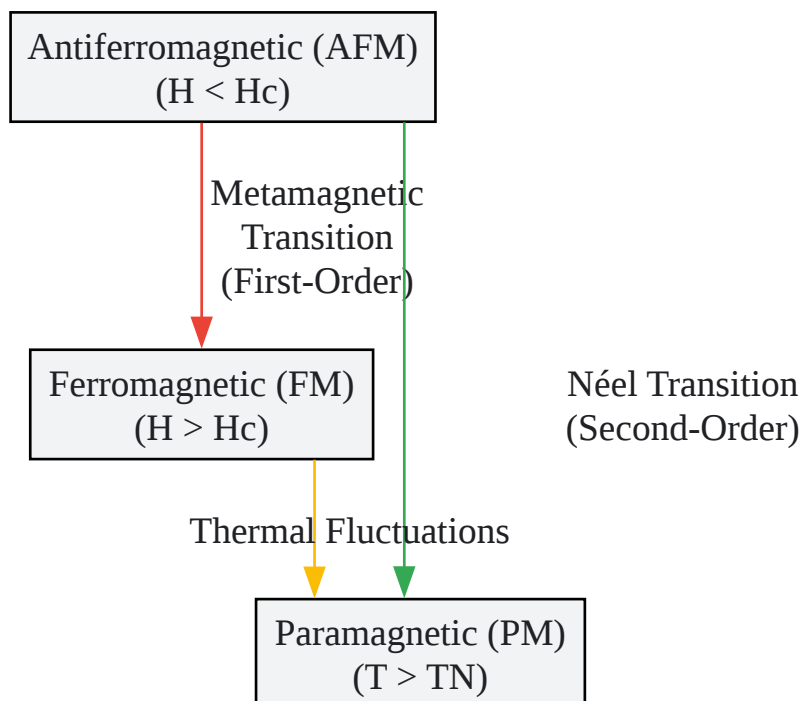 Antiferromagnetic (AFM)
(H < Hc)
Metamagnetic
Transition
(First-Order)
Ferromagnetic (FM)
(H > Hc)
Néel Transition
(Second-Order)
Thermal Fluctuations
Paramagnetic (PM)
(T > TN)